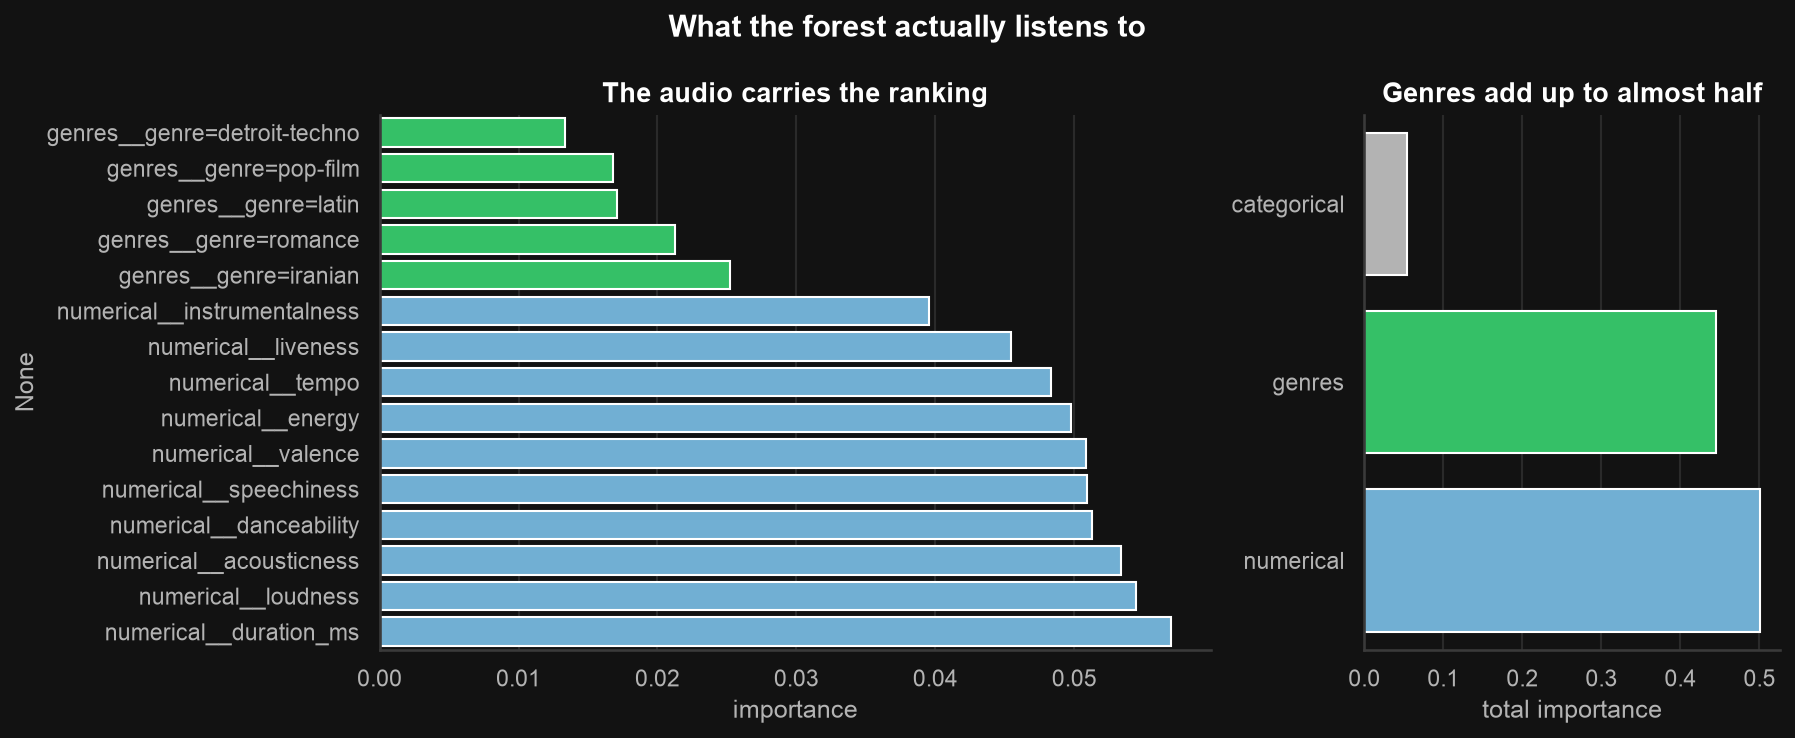 What the forest actually listens to
The audio carries the ranking
genres__genre=detroit-techno
genres__genre=pop-film
genres__genre=latin
genres__genre=romance
genres__genre=iranian
numerical__instrumentalness
numerical__liveness
numerical__tempo
numerical__energy
numerical__valence
numerical__speechiness
numerical__danceability
numerical__acousticness
numerical__loudness
numerical__duration_ms
None
0.00 0.01 0.02 0.03 0.04 0.05
importance
Genres add up to almost half
categorical
genres
numerical
0.0 0.1 0.2 0.3 0.4 0.5
total importance